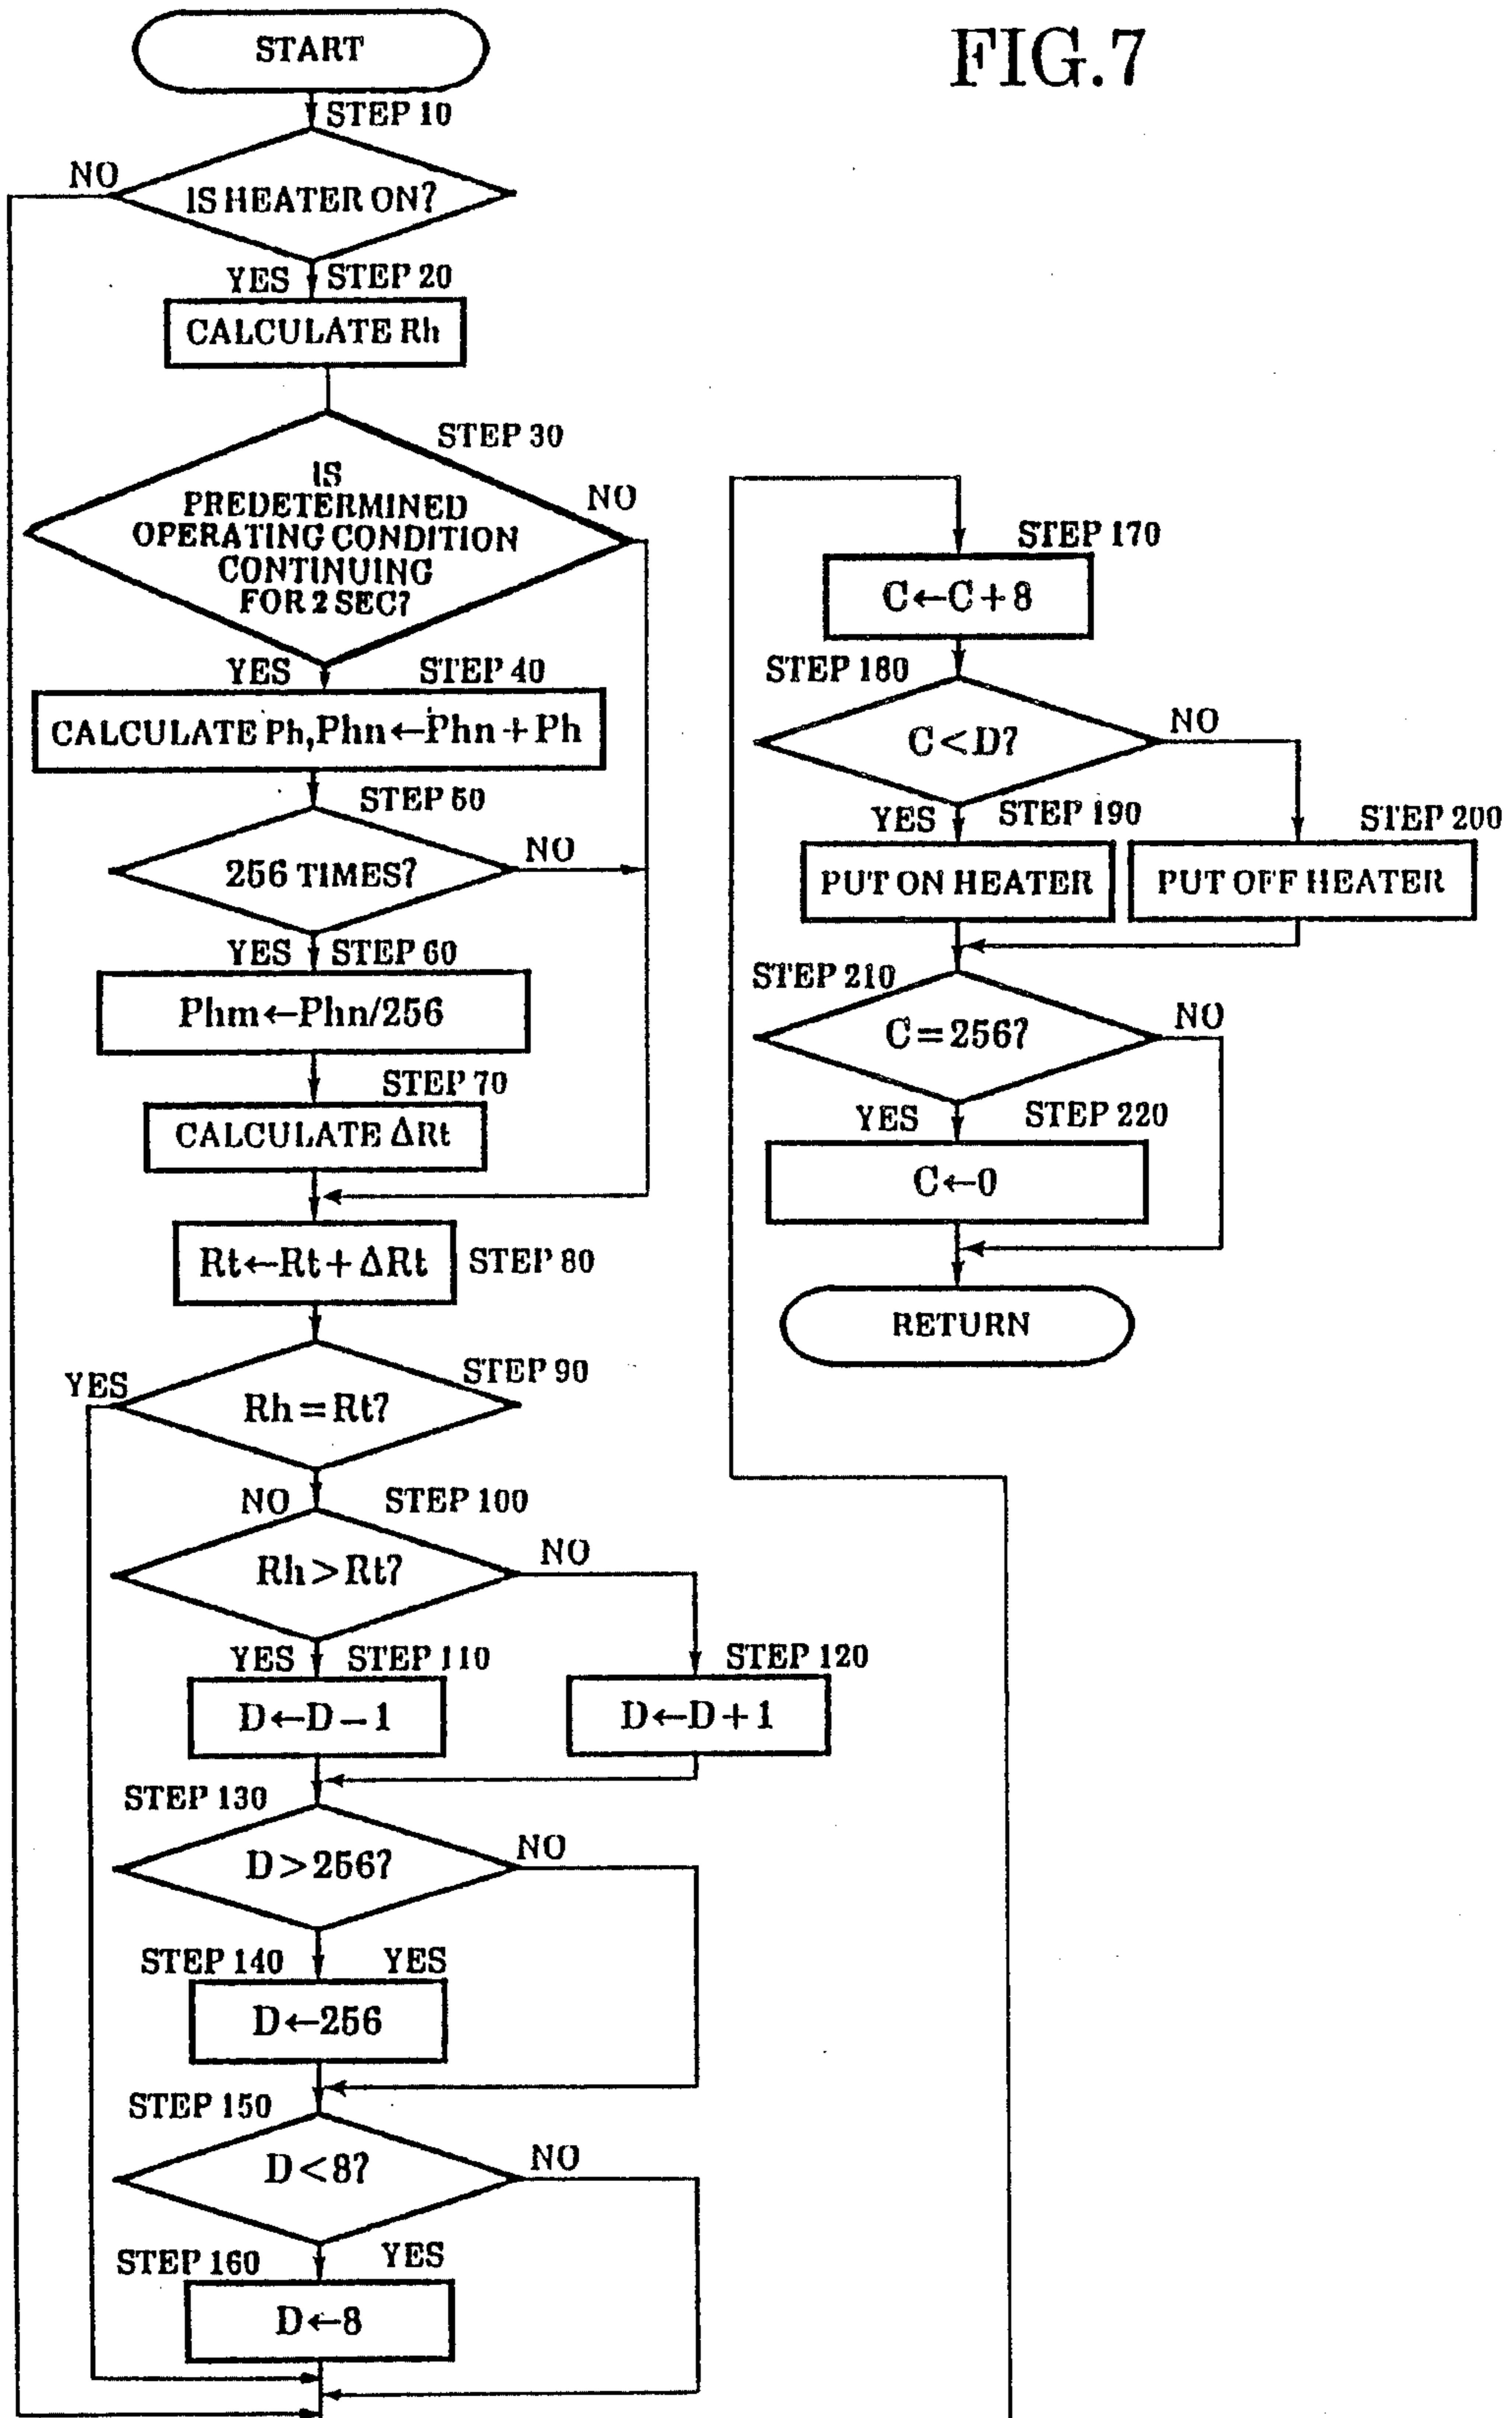 FIG.7
START
STEP 10
NO
IS HEATER ON?
YES STEP 20
CALCULATE Rh
STEP 30
IS
PREDETERMINED
OPERATING CONDITION
CONTINUING
FOR 2 SEC?
NO
YES STEP 40
CALCULATE Ph,Phn←Phn+Ph
STEP 50
256 TIMES?
NO
YES STEP 60
Phm←Phn/256
STEP 70
CALCULATE ΔRt
Rt←Rt+ΔRt
STEP 80
STEP 90
YES
Rh=Rt?
NO STEP 100
Rh>Rt?
NO
YES STEP 110
D←D−1
STEP 120
D←D+1
STEP 130
D>256?
NO
STEP 140 YES
D←256
STEP 150
D<8?
NO
STEP 160 YES
D←8
STEP 170
C←C+8
STEP 180
C<D?
NO
YES STEP 190
PUT ON HEATER
STEP 200
PUT OFF HEATER
STEP 210
C=256?
NO
YES STEP 220
C←0
RETURN